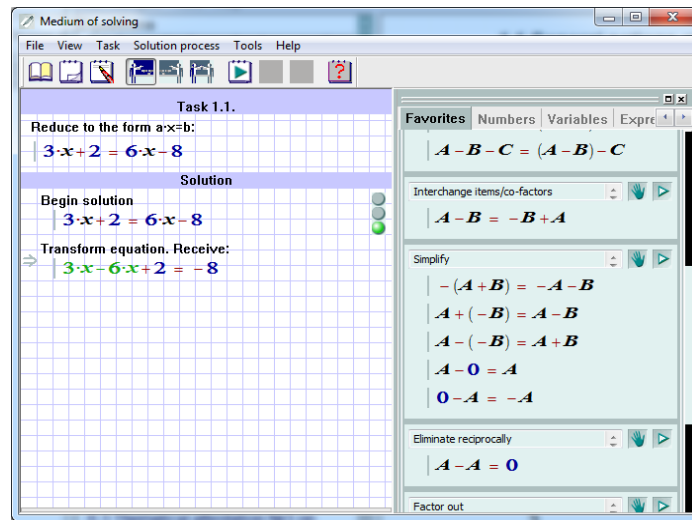 Medium of solving
File View Task Solution process Tools Help
Task 1.1.
Reduce to the form a·x=b:
3·x+2 = 6·x−8
Solution
Begin solution
3·x+2 = 6·x−8
Transform equation. Receive:
3·x−6·x+2 = −8
Favorites Numbers Variables Expre
A−B−C = (A−B)−C
Interchange items/co-factors
A−B = −B+A
Simplify
−(A+B) = −A−B
A+(−B) = A−B
A−(−B) = A+B
A−0 = A
0−A = −A
Eliminate reciprocally
A−A = 0
Factor out